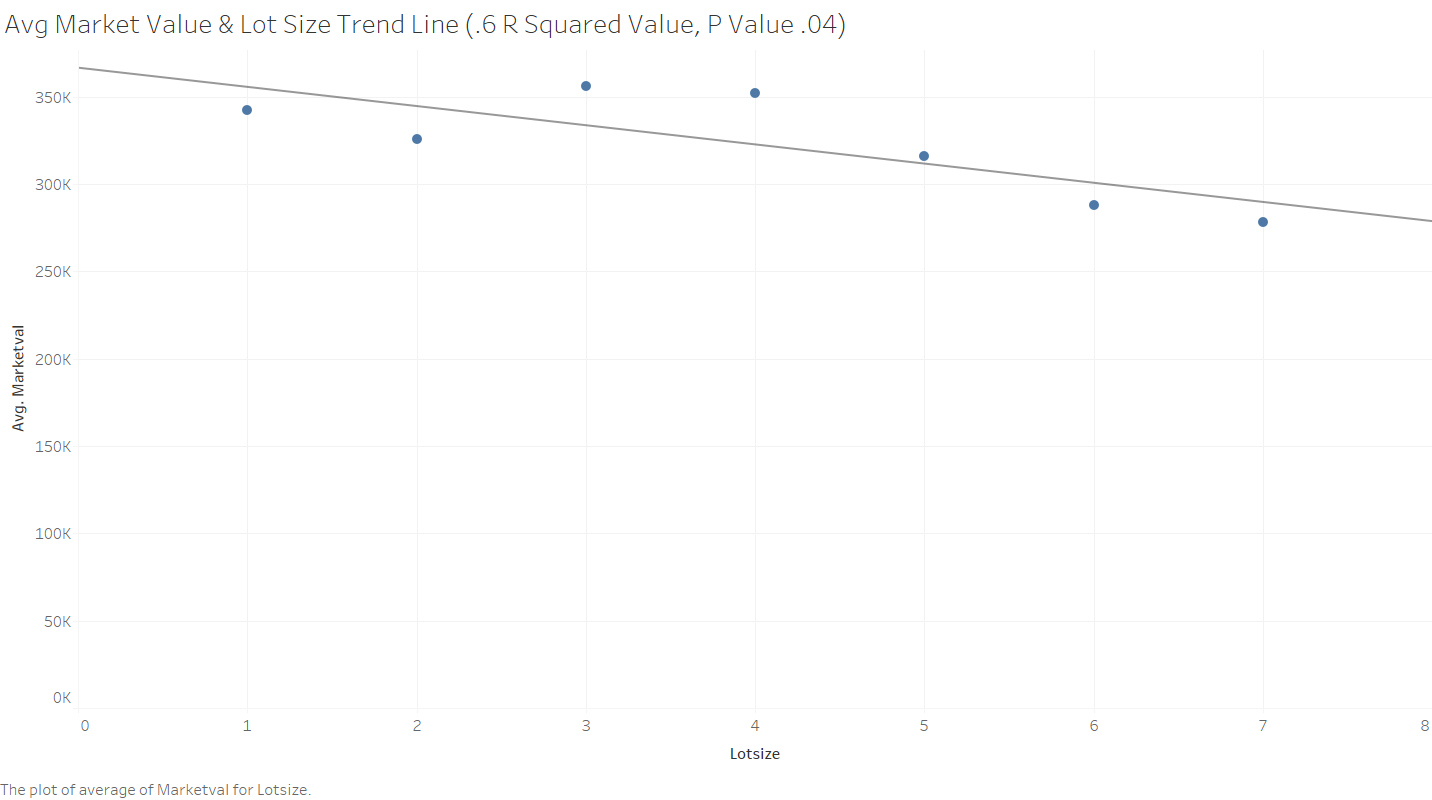 Avg Market Value & Lot Size Trend Line (.6 R Squared Value, P Value .04)
350K
300K
250K
200K
150K
100K
50K
0K
Avg. Marketval
0 1 2 3 4 5 6 7 8
Lotsize
The plot of average of Marketval for Lotsize.